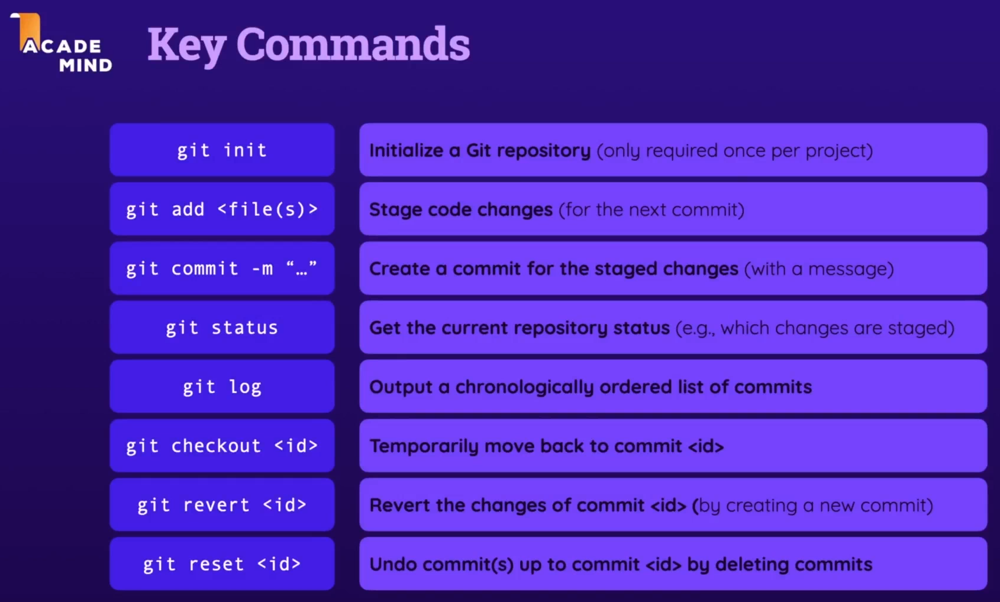 ACADE
MIND
Key Commands
git init
Initialize a Git repository (only required once per project)
git add <file(s)>
Stage code changes (for the next commit)
git commit -m “…”
Create a commit for the staged changes (with a message)
git status
Get the current repository status (e.g., which changes are staged)
git log
Output a chronologically ordered list of commits
git checkout <id>
Temporarily move back to commit <id>
git revert <id>
Revert the changes of commit <id> (by creating a new commit)
git reset <id>
Undo commit(s) up to commit <id> by deleting commits